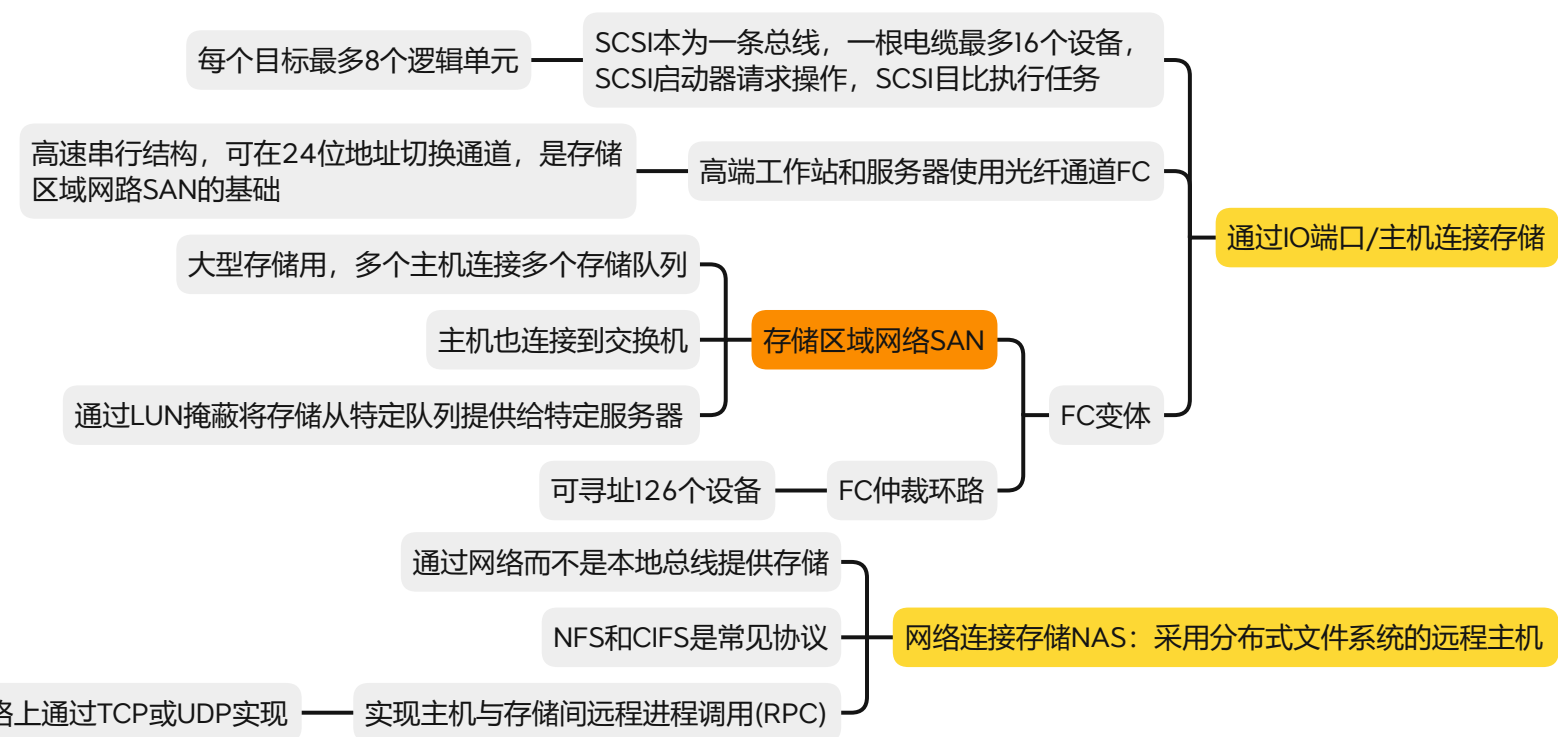 每个目标最多8个逻辑单元
SCSI本为一条总线，一根电缆最多16个设备，
SCSI启动器请求操作，SCSI目比执行任务
高速串行结构，可在24位地址切换通道，是存储
区域网路SAN的基础
高端工作站和服务器使用光纤通道FC
通过IO端口/主机连接存储
大型存储用，多个主机连接多个存储队列
主机也连接到交换机
存储区域网络SAN
通过LUN掩蔽将存储从特定队列提供给特定服务器
FC变体
可寻址126个设备
FC仲裁环路
通过网络而不是本地总线提供存储
NFS和CIFS是常见协议
网络连接存储NAS：采用分布式文件系统的远程主机
上通过TCP或UDP实现
实现主机与存储间远程进程调用(RPC)